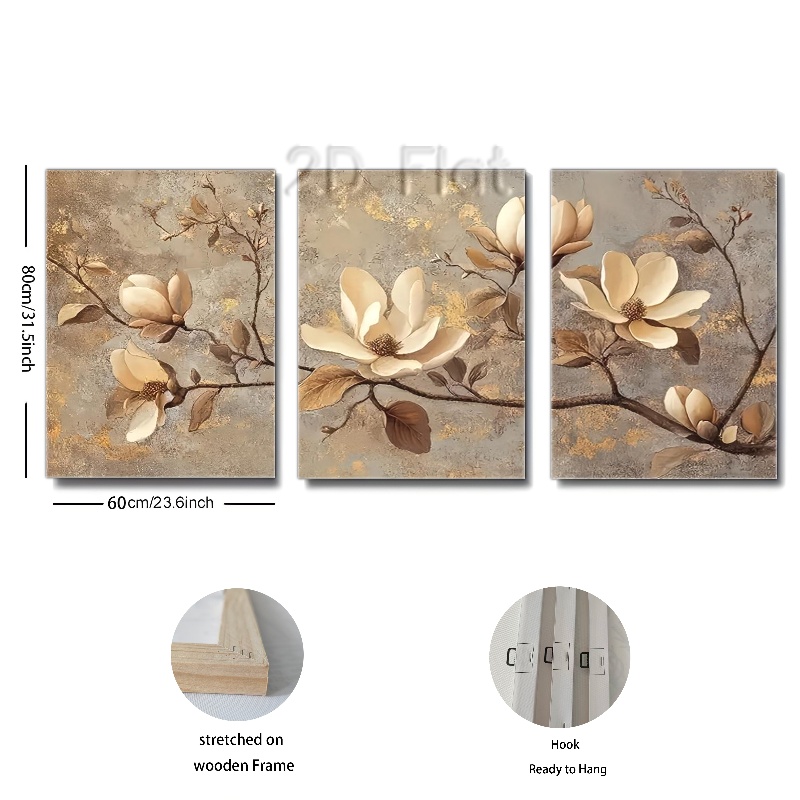 2D Flat
80cm/31.5inch
60cm/23.6inch
stretched on
wooden Frame
Hook
Ready to Hang